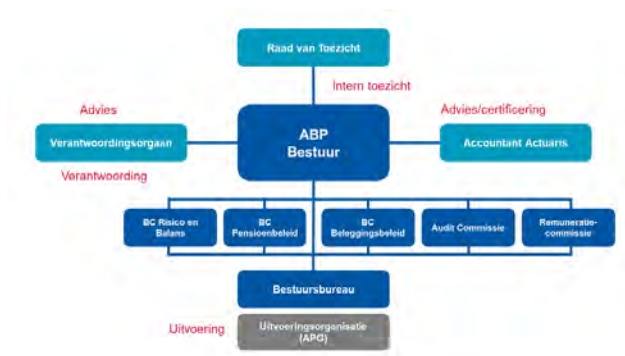 Raad van Toezicht
Intern toezicht
Advies
Advies/certificering
Verantwoordingsorgaan
ABP
Bestuur
Accountant Actuaris
Verantwoording
BC Risico en
Balans
BC
Pensioenbeleid
BC
Beleggingsbeleid
Audit Commissie
Remuneratie-
commissie
Bestuursbureau
Uitvoering
Uitvoeringsorganisatie
(APG)